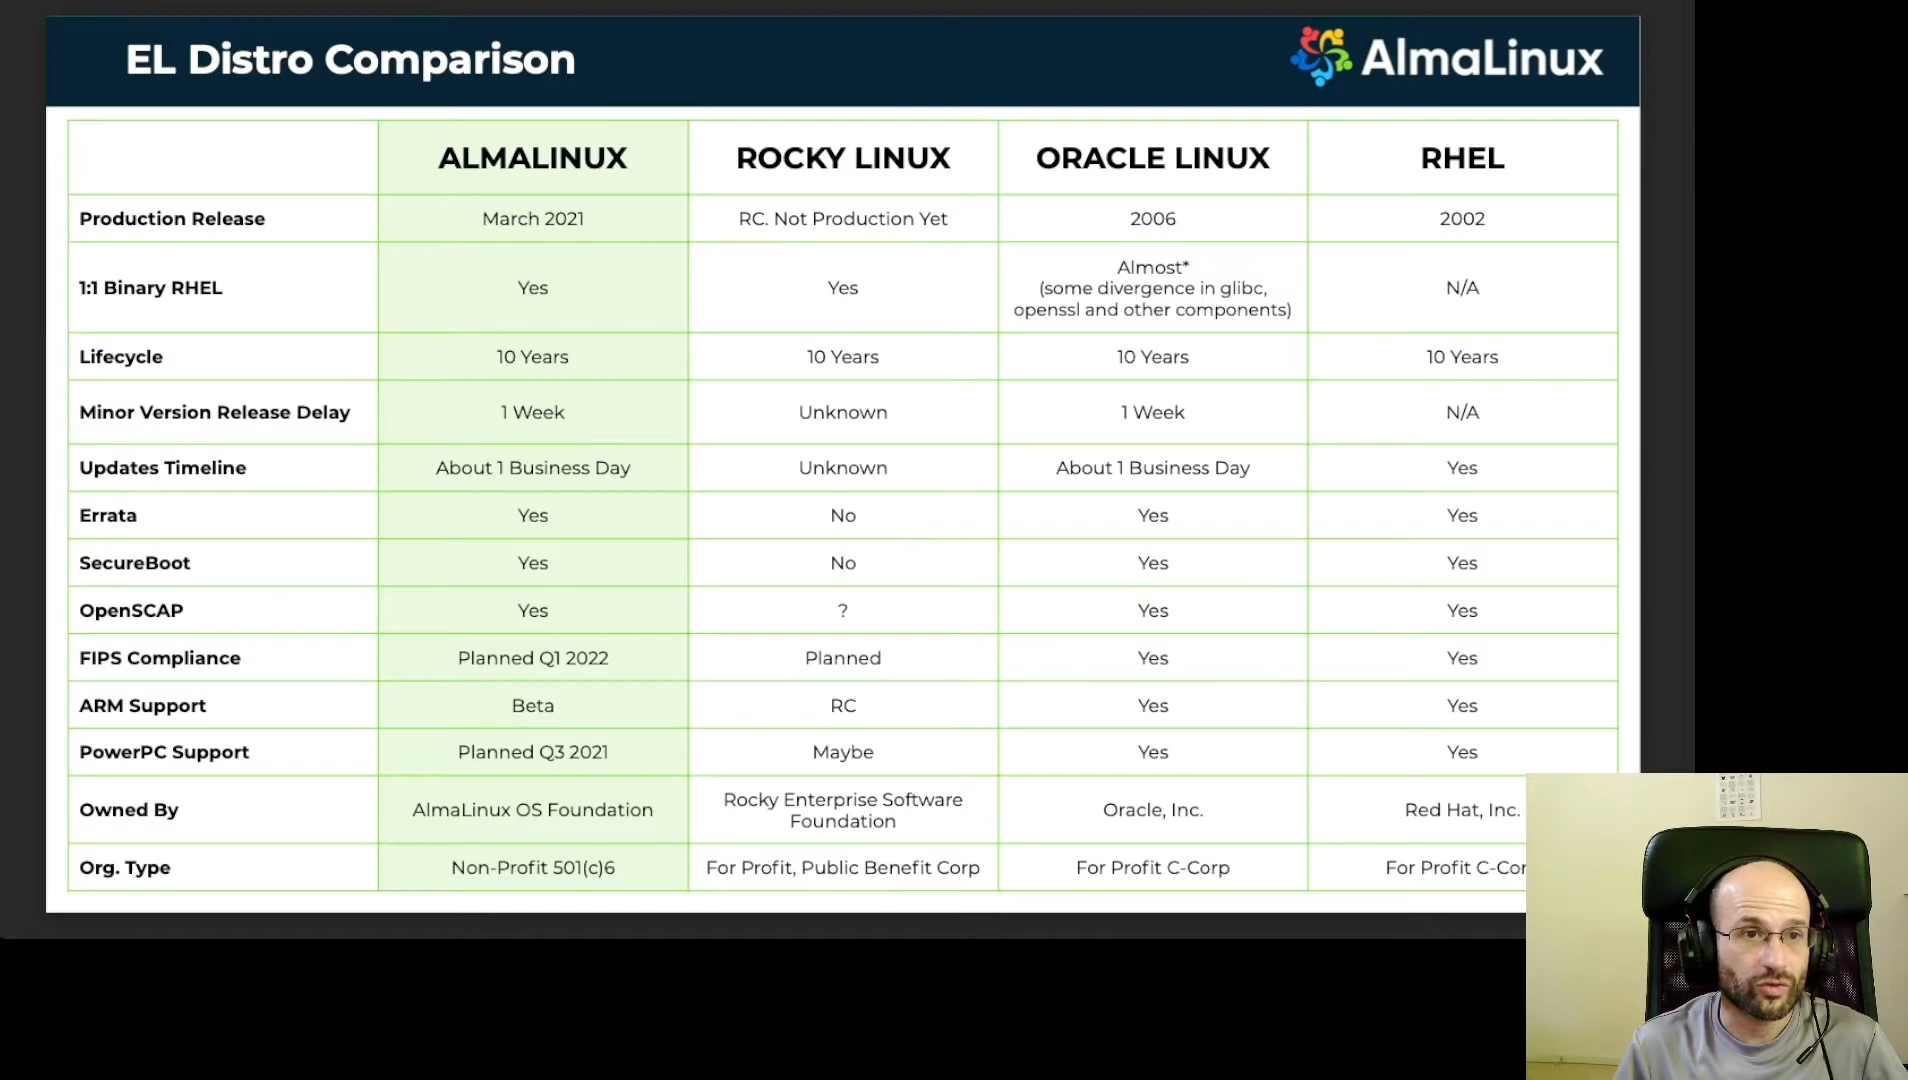 EL Distro Comparison
AlmaLinux
ALMALINUX ROCKY LINUX ORACLE LINUX RHEL
Production Release March 2021 RC. Not Production Yet 2006 2002
1:1 Binary RHEL Yes Yes Almost* N/A
(some divergence in glibc,
openssl and other components)
Lifecycle 10 Years 10 Years 10 Years 10 Years
Minor Version Release Delay 1 Week Unknown 1 Week N/A
Updates Timeline About 1 Business Day Unknown About 1 Business Day Yes
Errata Yes No Yes Yes
SecureBoot Yes No Yes Yes
OpenSCAP Yes ? Yes Yes
FIPS Compliance Planned Q1 2022 Planned Yes Yes
ARM Support Beta RC Yes Yes
PowerPC Support Planned Q3 2021 Maybe Yes Yes
Owned By AlmaLinux OS Foundation Rocky Enterprise Software Oracle, Inc. Red Hat, Inc.
Foundation
Org. Type Non-Profit 501(c)6 For Profit, Public Benefit Corp For Profit C-Corp For Profit C-Cor